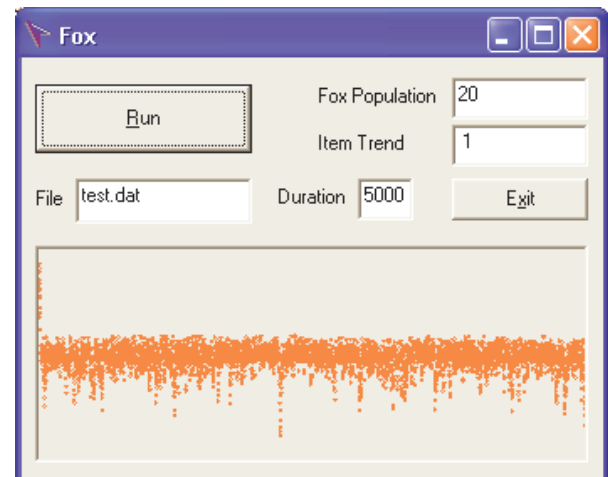 Fox
Run
Fox Population 20
Item Trend 1
File test.dat Duration 5000 Exit